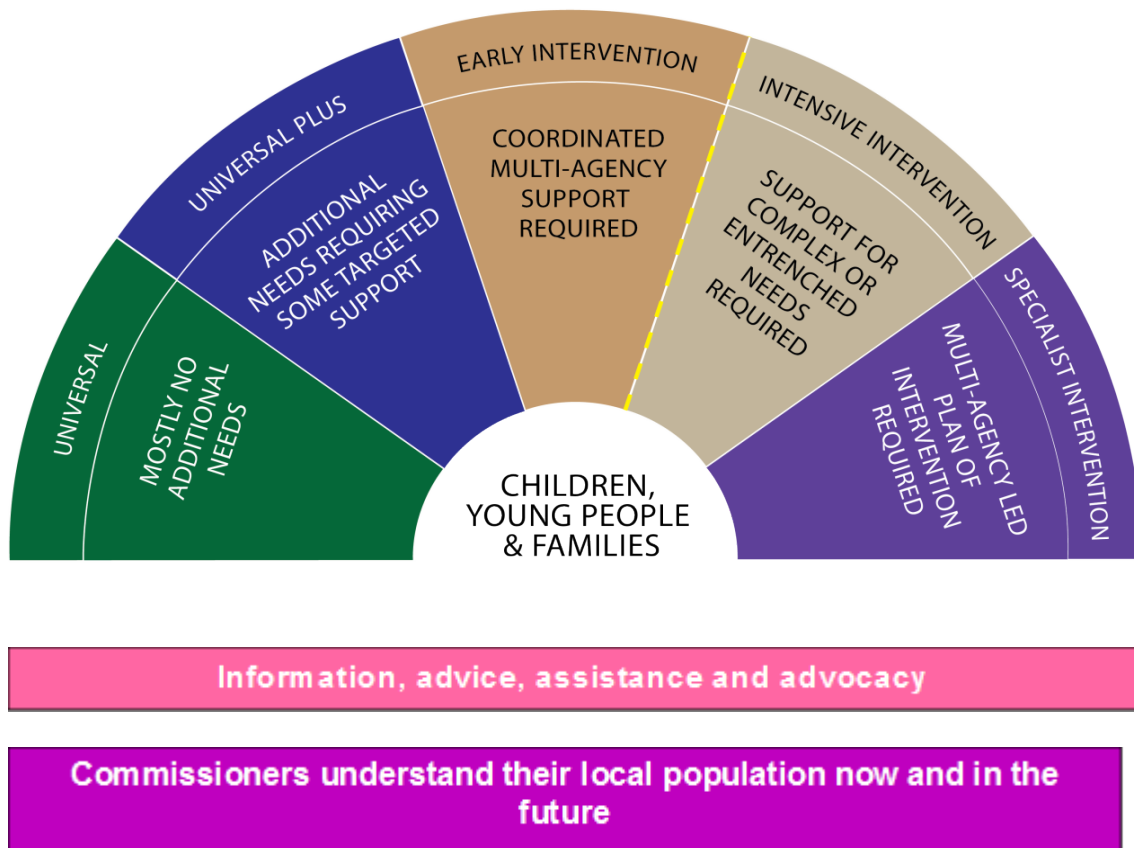 UNIVERSAL
MOSTLY NO
ADDITIONAL
NEEDS
UNIVERSAL PLUS
ADDITIONAL
NEEDS REQUIRING
SOME TARGETED
SUPPORT
EARLY INTERVENTION
COORDINATED
MULTI-AGENCY
SUPPORT
REQUIRED
INTENSIVE INTERVENTION
SUPPORT FOR
COMPLEX OR
ENTRENCHED
NEEDS
REQUIRED
SPECIALIST INTERVENTION
MULTI-AGENCY LED
PLAN OF
INTERVENTION
REQUIRED
CHILDREN,
YOUNG PEOPLE
& FAMILIES
Information, advice, assistance and advocacy
Commissioners understand their local population now and in the
future